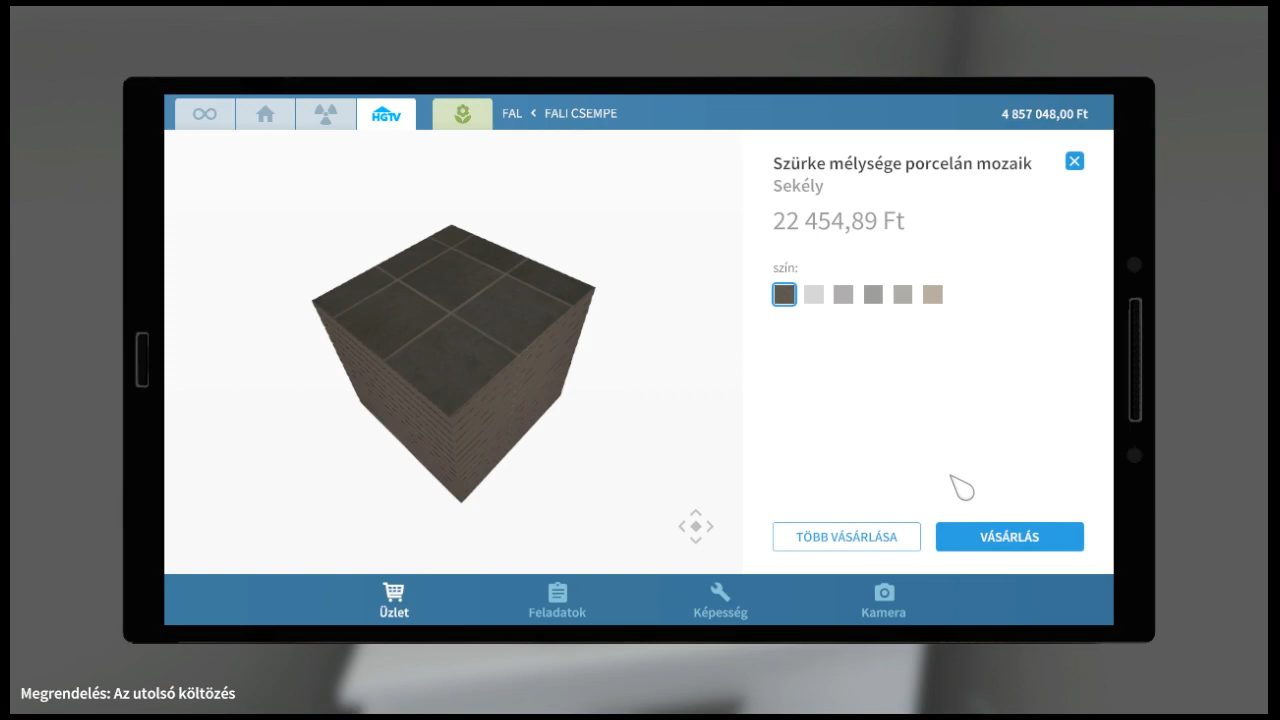 HGTV
FAL < FALI CSEMPE
4 857 048,00 Ft
Szürke mélysége porcelán mozaik
Sekély
22 454,89 Ft
szín:
TÖBB VÁSÁRLÁSA
VÁSÁRLÁS
Üzlet
Feladatok
Képesség
Kamera
Megrendelés: Az utolsó költözés